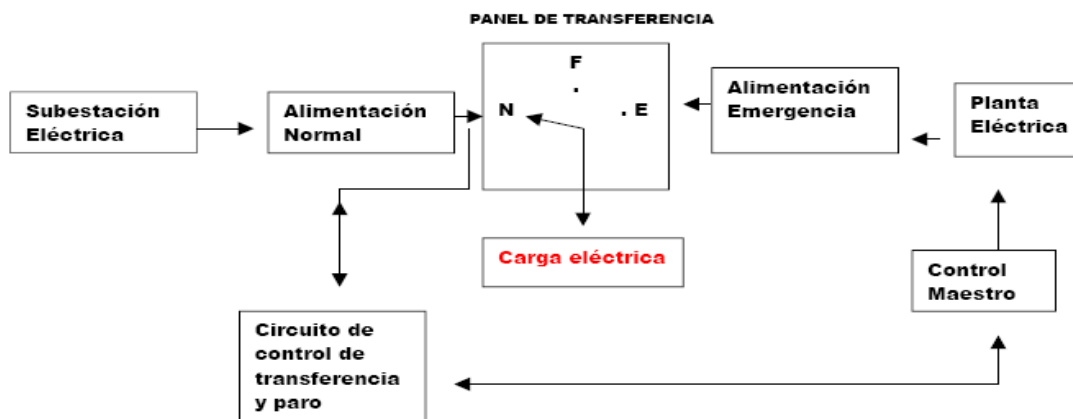 PANEL DE TRANSFERENCIA
Subestación
Eléctrica
Alimentación
Normal
F
.
N
. E
Alimentación
Emergencia
Planta
Eléctrica
Carga eléctrica
Control
Maestro
Circuito de
control de
transferencia
y paro